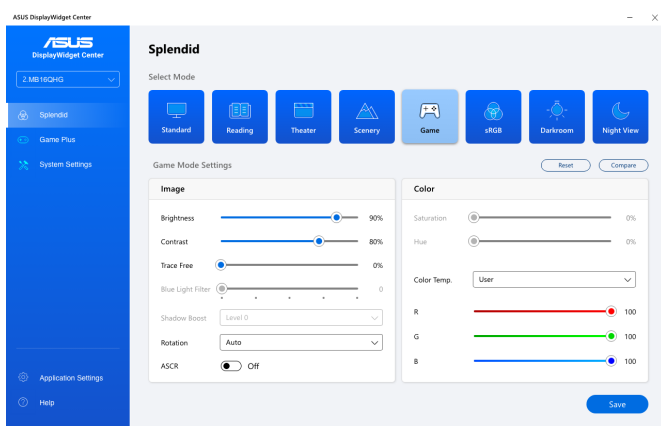 ASUS DisplayWidget Center
ASUS
DisplayWidget Center
2.MB16QHG
Splendid
Game Plus
System Settings
Application Settings
Help
Splendid
Select Mode
Standard
Reading
Theater
Scenery
Game
sRGB
Darkroom
Night View
Game Mode Settings
Reset
Compare
Image
Brightness 90%
Contrast 80%
Trace Free 0%
Blue Light Filter 0
Shadow Boost Level 0
Rotation Auto
ASCR Off
Color
Saturation 0%
Hue 0%
Color Temp. User
R 100
G 100
B 100
Save